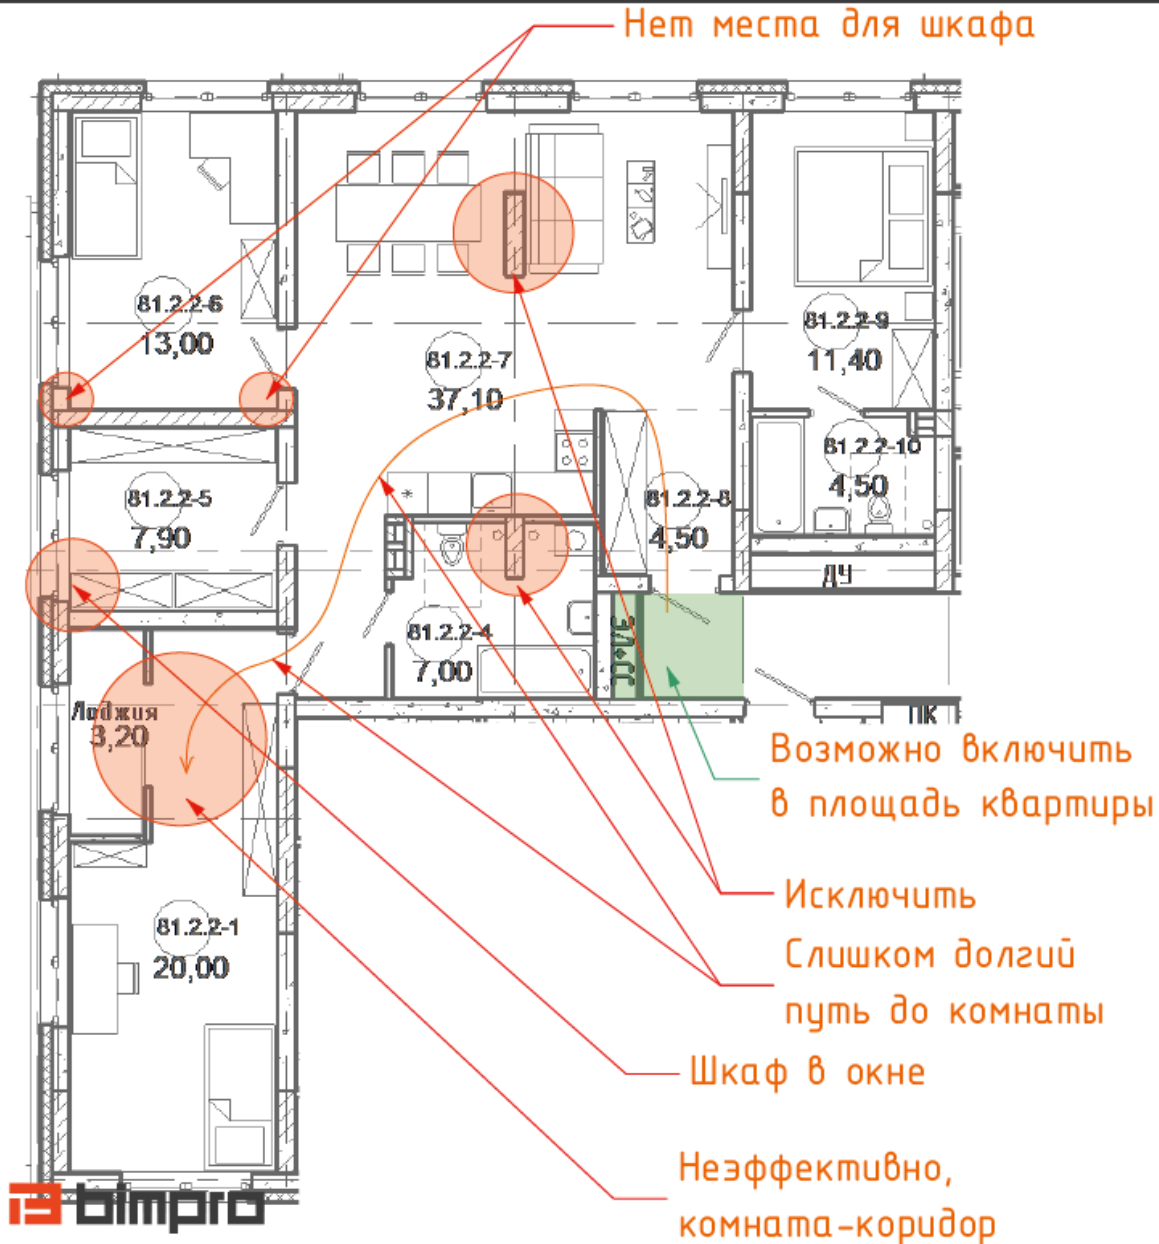 Нет места для шкафа
81.2.2-6
13,00
81.2.2-7
37,10
81.2.2-9
11,40
81.2.2-10
4,50
81.2.2-5
7,90
81.2.2-8
4,50
ДУ
81.2.2-4
7,00
ЭЛ+СС
Лоджия
3,20
ПК
Возможно включить
в площадь квартиры
Исключить
81.2.2-1
20,00
Слишком долгий
путь до комнаты
Шкаф в окне
Неэффективно,
комната-коридор
bimpro